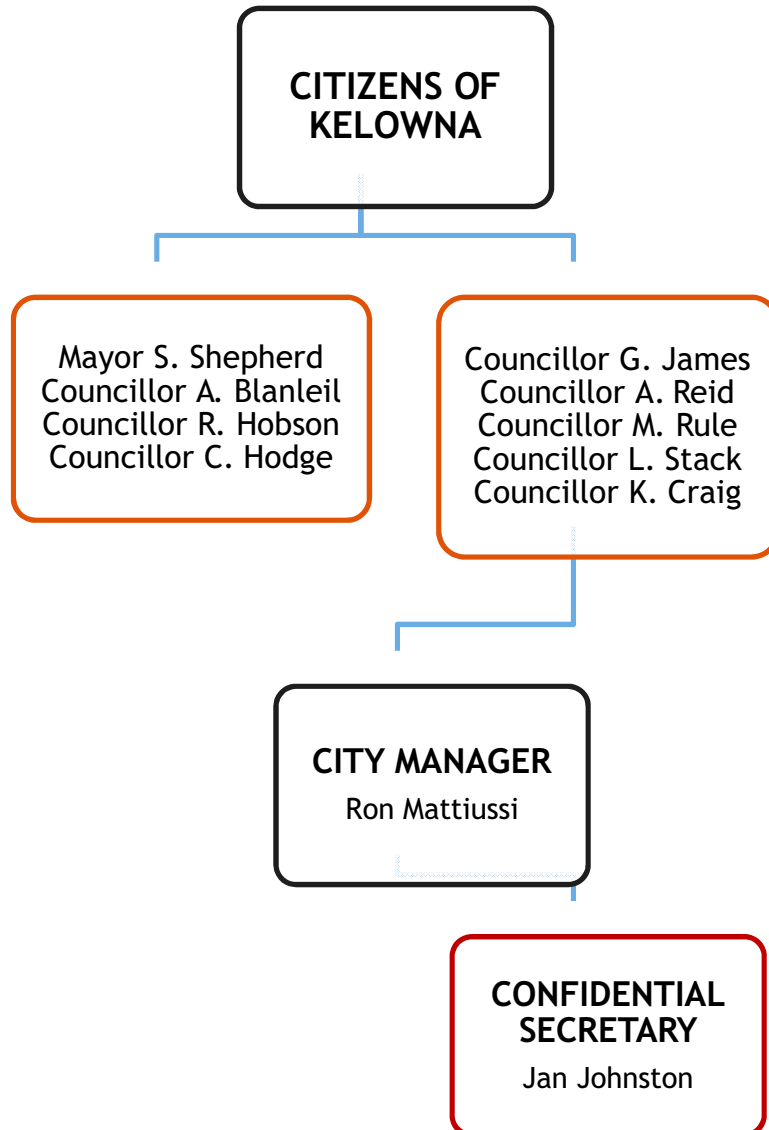 CITIZENS OF
KELOWNA
Mayor S. Shepherd
Councillor A. Blanleil
Councillor R. Hobson
Councillor C. Hodge
Councillor G. James
Councillor A. Reid
Councillor M. Rule
Councillor L. Stack
Councillor K. Craig
CITY MANAGER
Ron Mattiussi
CONFIDENTIAL
SECRETARY
Jan Johnston